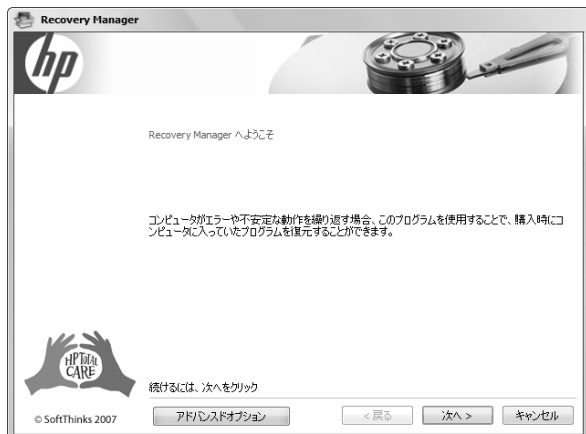 Recovery Manager
hp
Recovery Manager へようこそ
コンピュータがエラーや不安定な動作を繰り返す場合、このプログラムを使用することで、購入時にコ
ンピュータに入っていたプログラムを復元することができます。
HP TOTAL
CARE
続けるには、次へをクリック
© SoftThinks 2007
アドバンスドオプション
< 戻る
次へ >
キャンセル